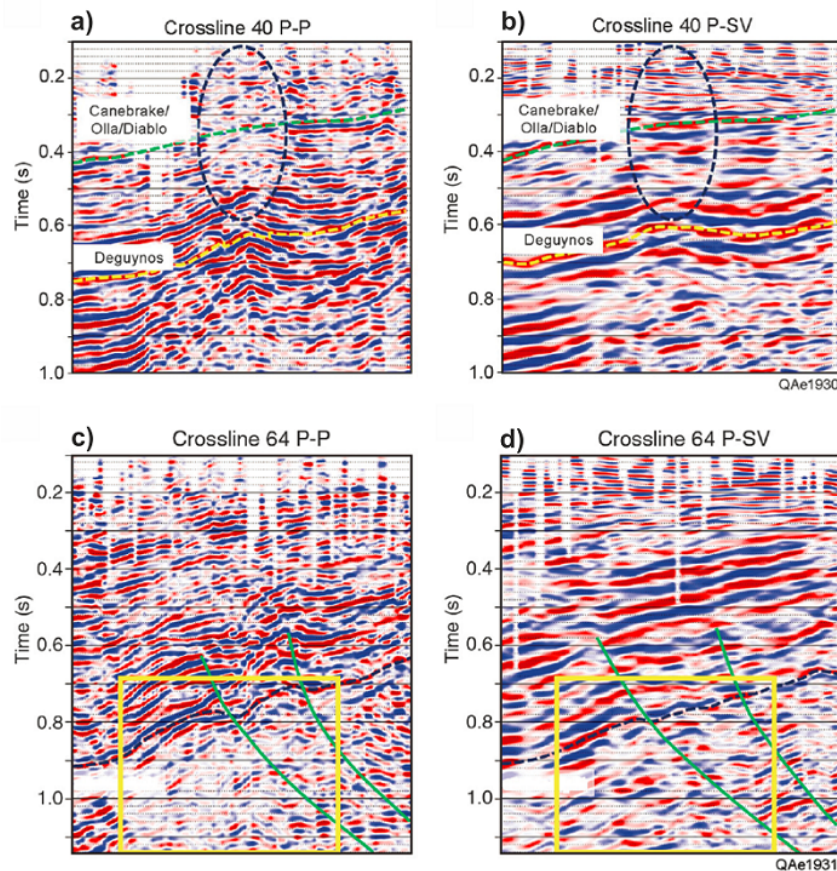 a)
Crossline 40 P-P
b)
Crossline 40 P-SV
Time (s)
0.2
0.4
0.6
0.8
1.0
Canebrake/
Olla/Diablo
Deguynos
Time (s)
0.2
0.4
0.6
0.8
1.0
Canebrake/
Olla/Diablo
Deguynos
QAe1930
c)
Crossline 64 P-P
d)
Crossline 64 P-SV
Time (s)
0.2
0.4
0.6
0.8
1.0
Time (s)
0.2
0.4
0.6
0.8
1.0
QAe1931